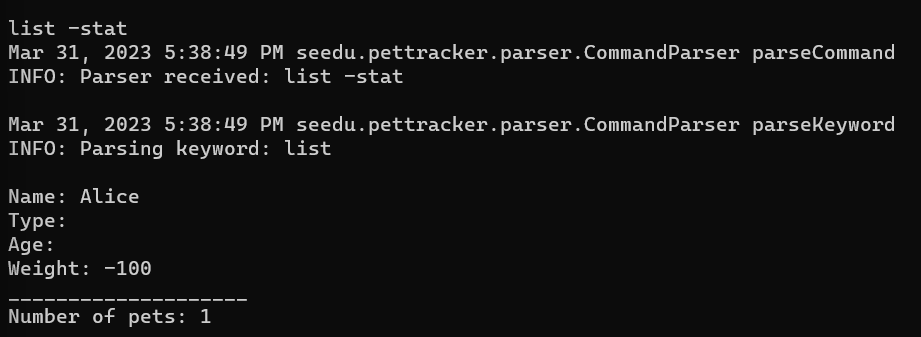 list -stat
Mar 31, 2023 5:38:49 PM seedu.pettracker.parser.CommandParser parseCommand
INFO: Parser received: list -stat
Mar 31, 2023 5:38:49 PM seedu.pettracker.parser.CommandParser parseKeyword
INFO: Parsing keyword: list
Name: Alice
Type:
Age:
Weight: -100
____________________
Number of pets: 1